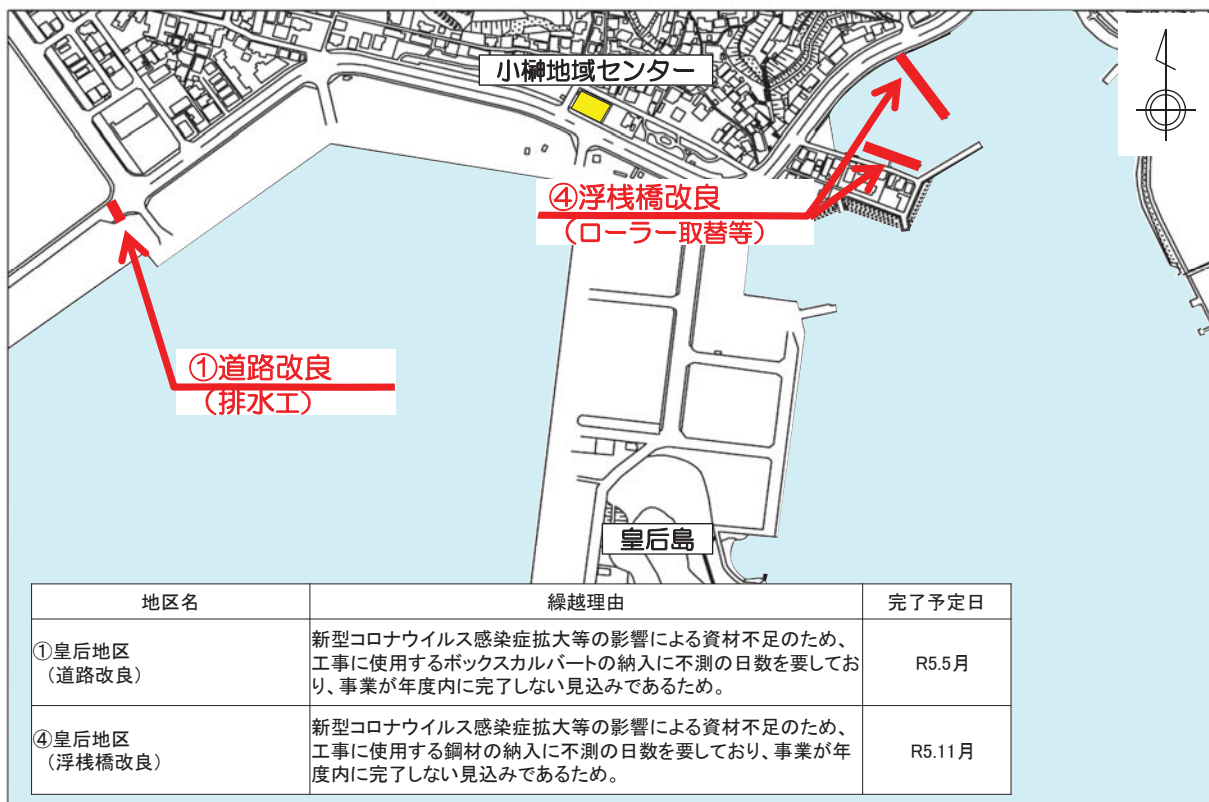 小榊地域センター
④浮桟橋改良
（ローラー取替等）
①道路改良
（排水工）
皇后島
地区名 繰越理由 完了予定日
①皇后地区
（道路改良）
新型コロナウイルス感染症拡大等の影響による資材不足のため、
工事に使用するボックスカルバートの納入に不測の日数を要してお
り、事業が年度内に完了しない見込みであるため。
R5.5月
④皇后地区
（浮桟橋改良）
新型コロナウイルス感染症拡大等の影響による資材不足のため、
工事に使用する鋼材の納入に不測の日数を要しており、事業が年
度内に完了しない見込みであるため。
R5.11月